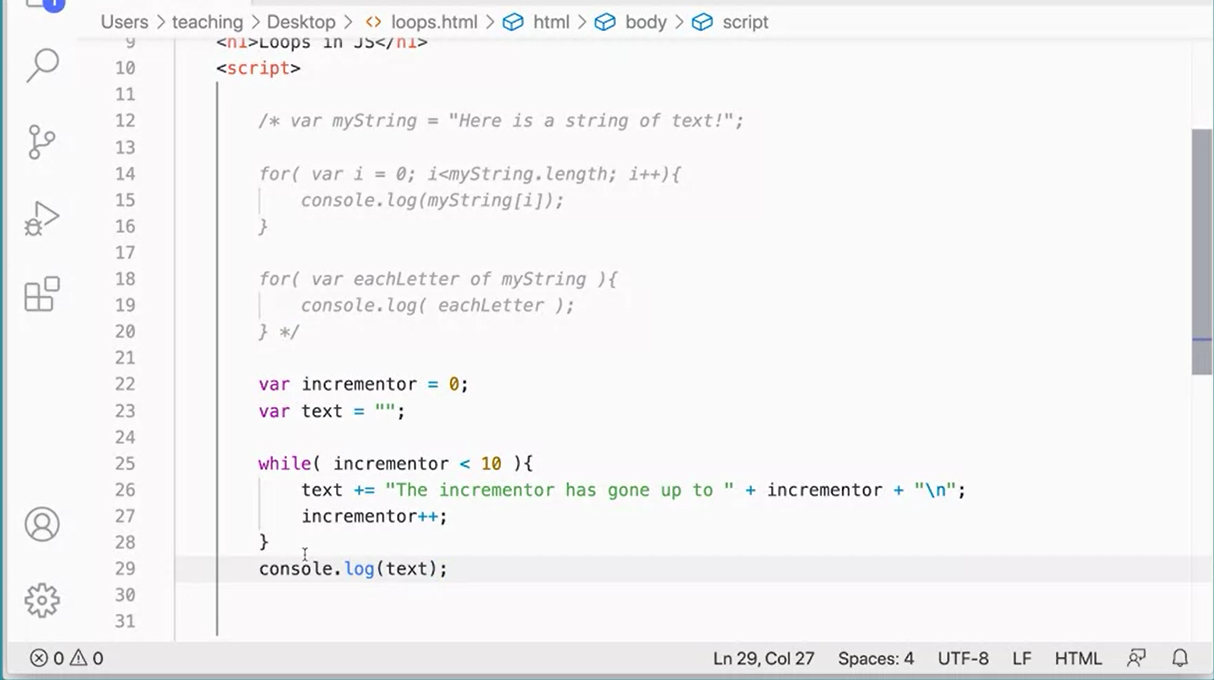 1
Users > teaching > Desktop > <> loops.html > html > body > script
9 <h1>Loops in JS</h1>
10 <script>
11
12 /* var myString = "Here is a string of text!";
13
14 for( var i = 0; i<myString.length; i++){
15 console.log(myString[i]);
16 }
17
18 for( var eachLetter of myString ){
19 console.log( eachLetter );
20 } */
21
22 var incrementor = 0;
23 var text = "";
24
25 while( incrementor < 10 ){
26 text += "The incrementor has gone up to " + incrementor + "\n";
27 incrementor++;
28 }
29 console.log(text);
30
31
0 0 Ln 29, Col 27 Spaces: 4 UTF-8 LF HTML